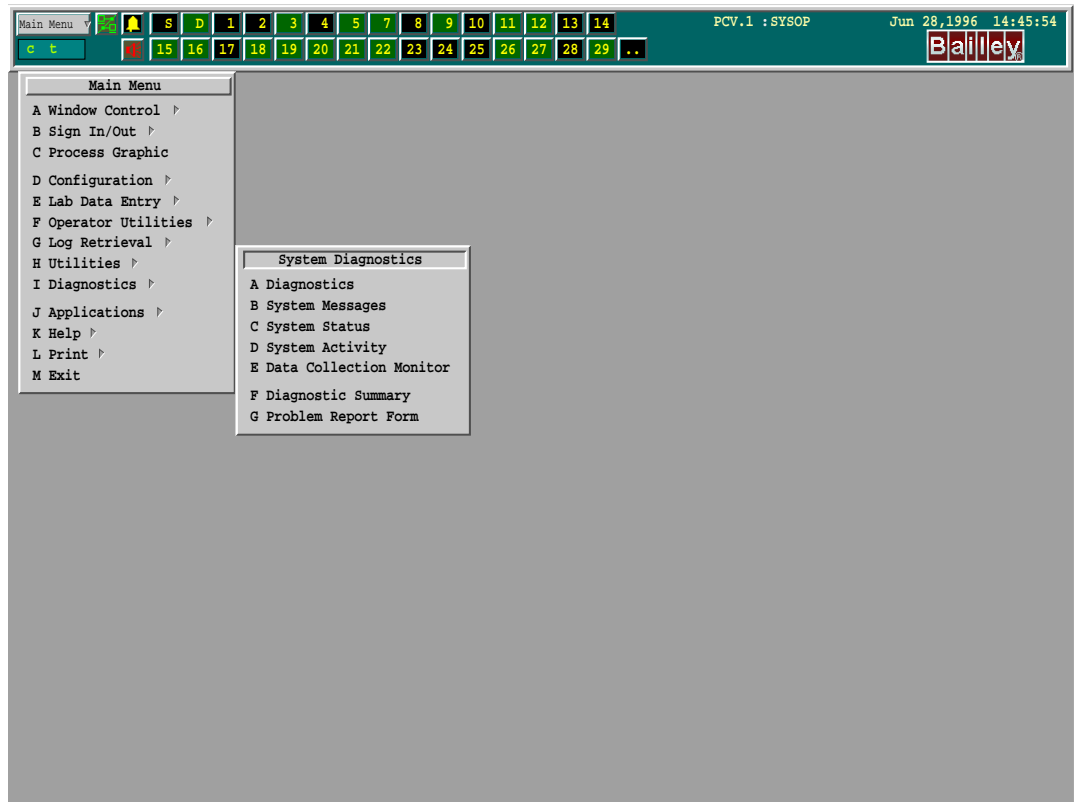 Main Menu S D 1 2 3 4 5 7 8 9 10 11 12 13 14 PCV.1 :SYSOP Jun 28,1996 14:45:54
c t 15 16 17 18 19 20 21 22 23 24 25 26 27 28 29 .. Bailey®
Main Menu
A Window Control
B Sign In/Out
C Process Graphic
D Configuration
E Lab Data Entry
F Operator Utilities
G Log Retrieval
H Utilities
I Diagnostics
J Applications
K Help
L Print
M Exit
System Diagnostics
A Diagnostics
B System Messages
C System Status
D System Activity
E Data Collection Monitor
F Diagnostic Summary
G Problem Report Form